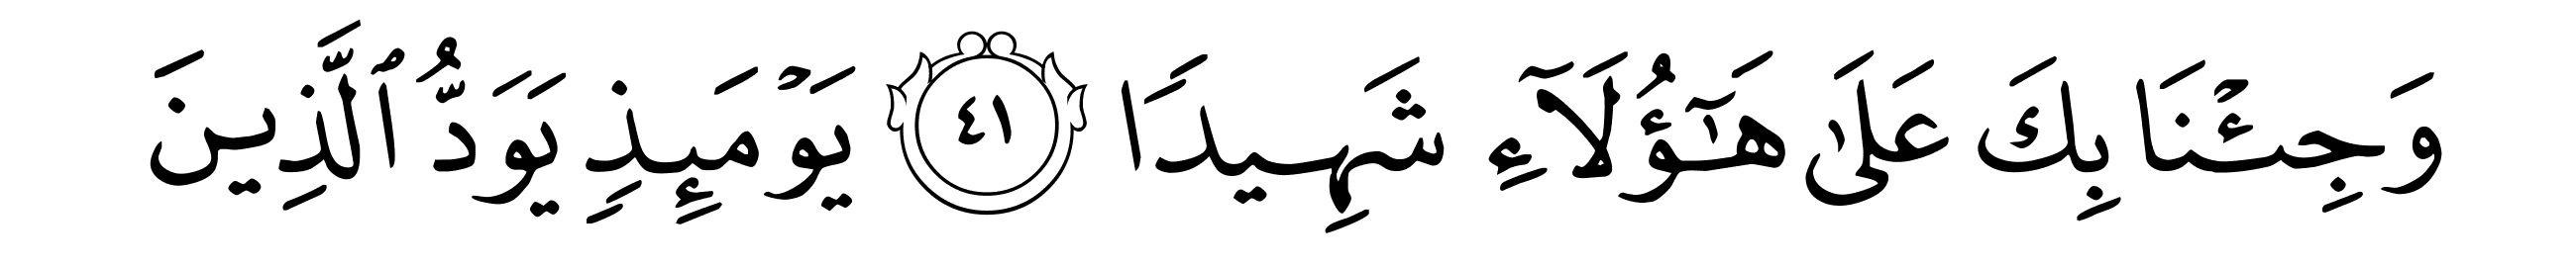 وَجِئۡنَا بِكَ عَلَىٰ هَٰٓؤُلَآءِ شَهِيدٗا ٤١ يَوۡمَئِذٖ يَوَدُّ ٱلَّذِينَ